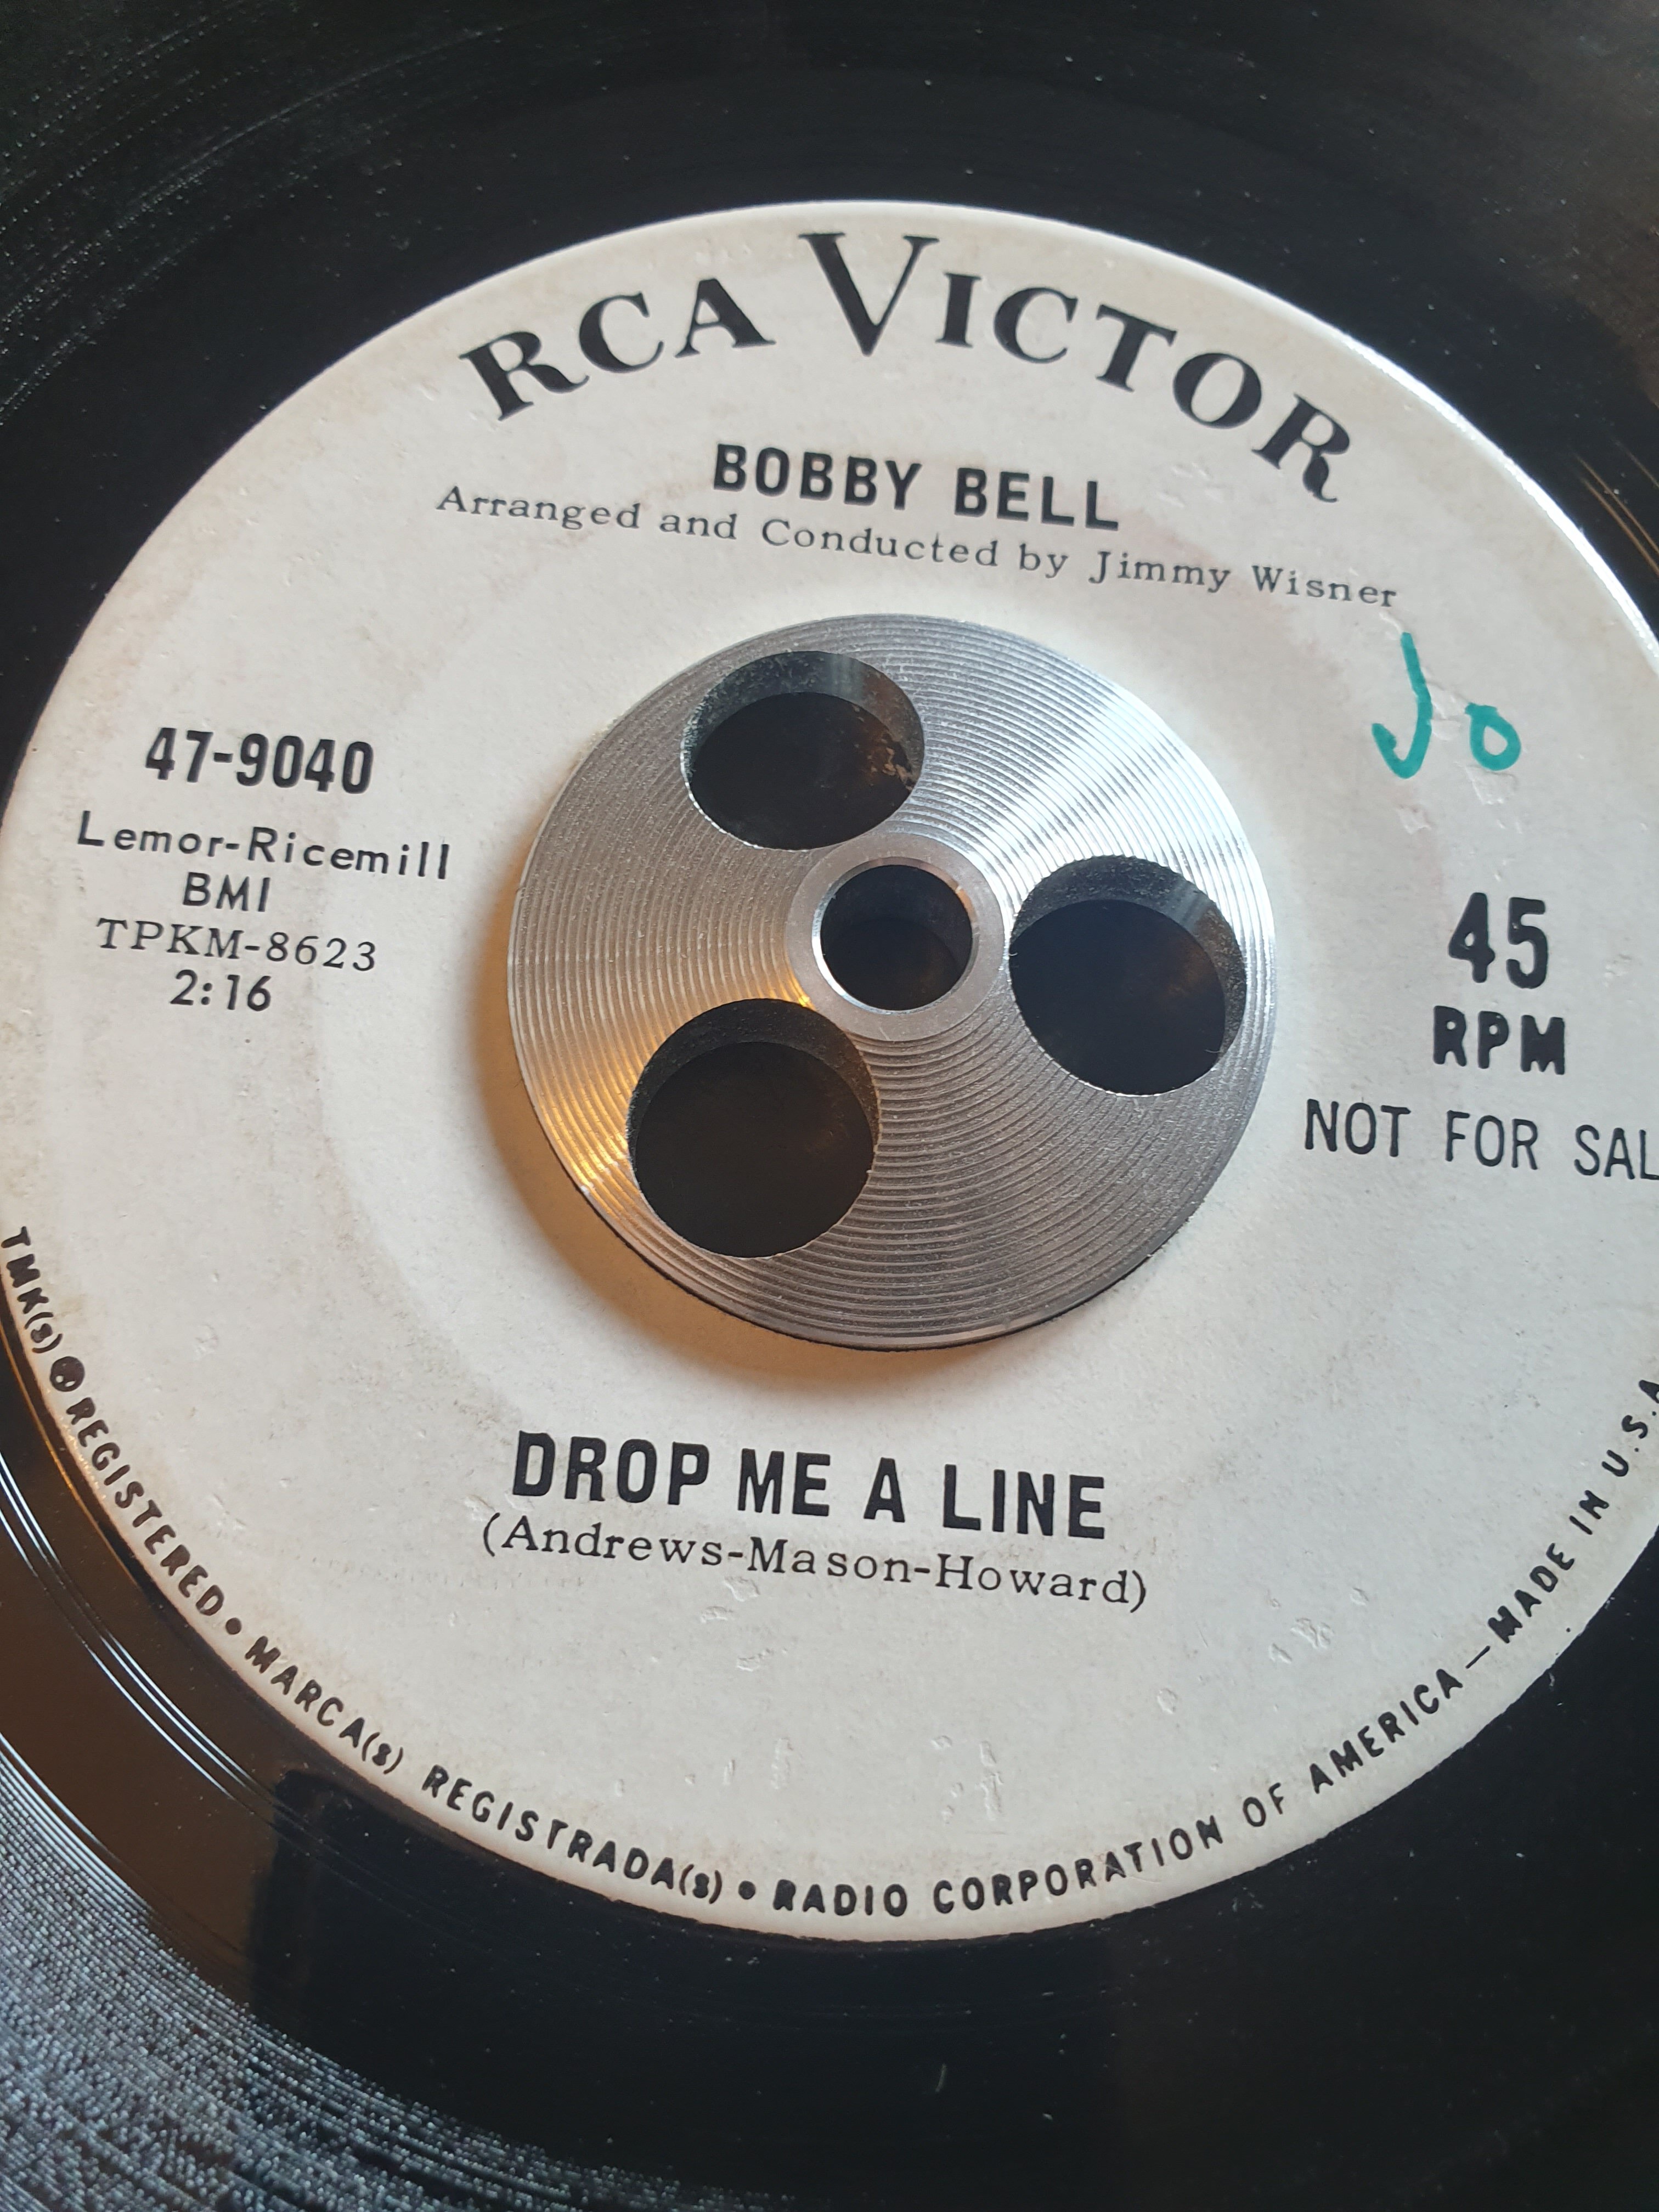 RCA VICTOR
BOBBY BELL
Arranged and Conducted by Jimmy Wisner
Jo
47-9040
Lemor-Ricemill
BMI
TPKM-8623
2:16
45
RPM
NOT FOR SAL
DROP ME A LINE
(Andrews-Mason-Howard)
TMK(s) ® REGISTERED • MARCA(s) REGISTRADA(s) • RADIO CORPORATION OF AMERICA—MADE IN U.S.A